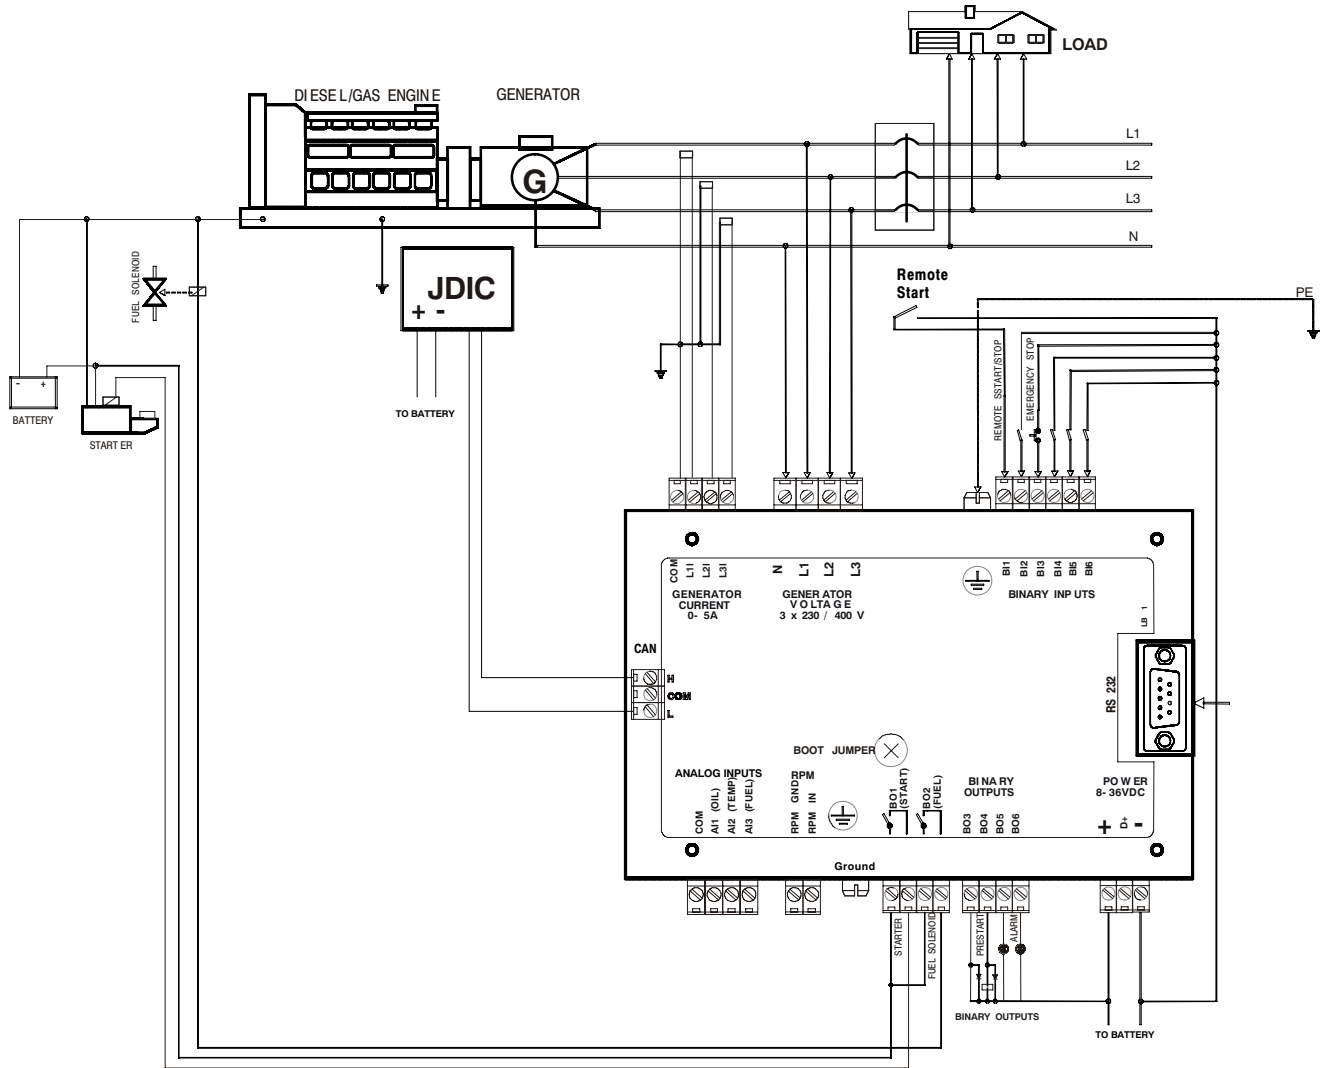 LOAD
DIESEL/GAS ENGINE
GENERATOR
G
L1
L2
L3
N
FUEL SOLENOID
JDIC
+ -
TO BATTERY
Remote
Start
PE
- +
BATTERY
STARTER
REMOTE SSTART/STOP
EMERGENCY STOP
COM
L1I
L2I
L3I
GENERATOR
CURRENT
0- 5A
N
L1
L2
L3
GENERATOR
VOLTAGE
3 x 230 / 400 V
BI1
BI2
BI3
BI4
BI5
BI6
BINARY INPUTS
LB 1
CAN
H
COM
L
RS 232
BOOT JUMPER
ANALOG INPUTS
COM
AI1 (OIL)
AI2 (TEMP)
AI3 (FUEL)
RPM
RPM GND
RPM IN
BO1
(START)
BO2
(FUEL)
BINARY
OUTPUTS
BO3
BO4
BO5
BO6
POWER
8- 36VDC
+ D+ -
Ground
STARTER
FUEL SOLENOID
PRESTART
ALARM
BINARY OUTPUTS
TO BATTERY